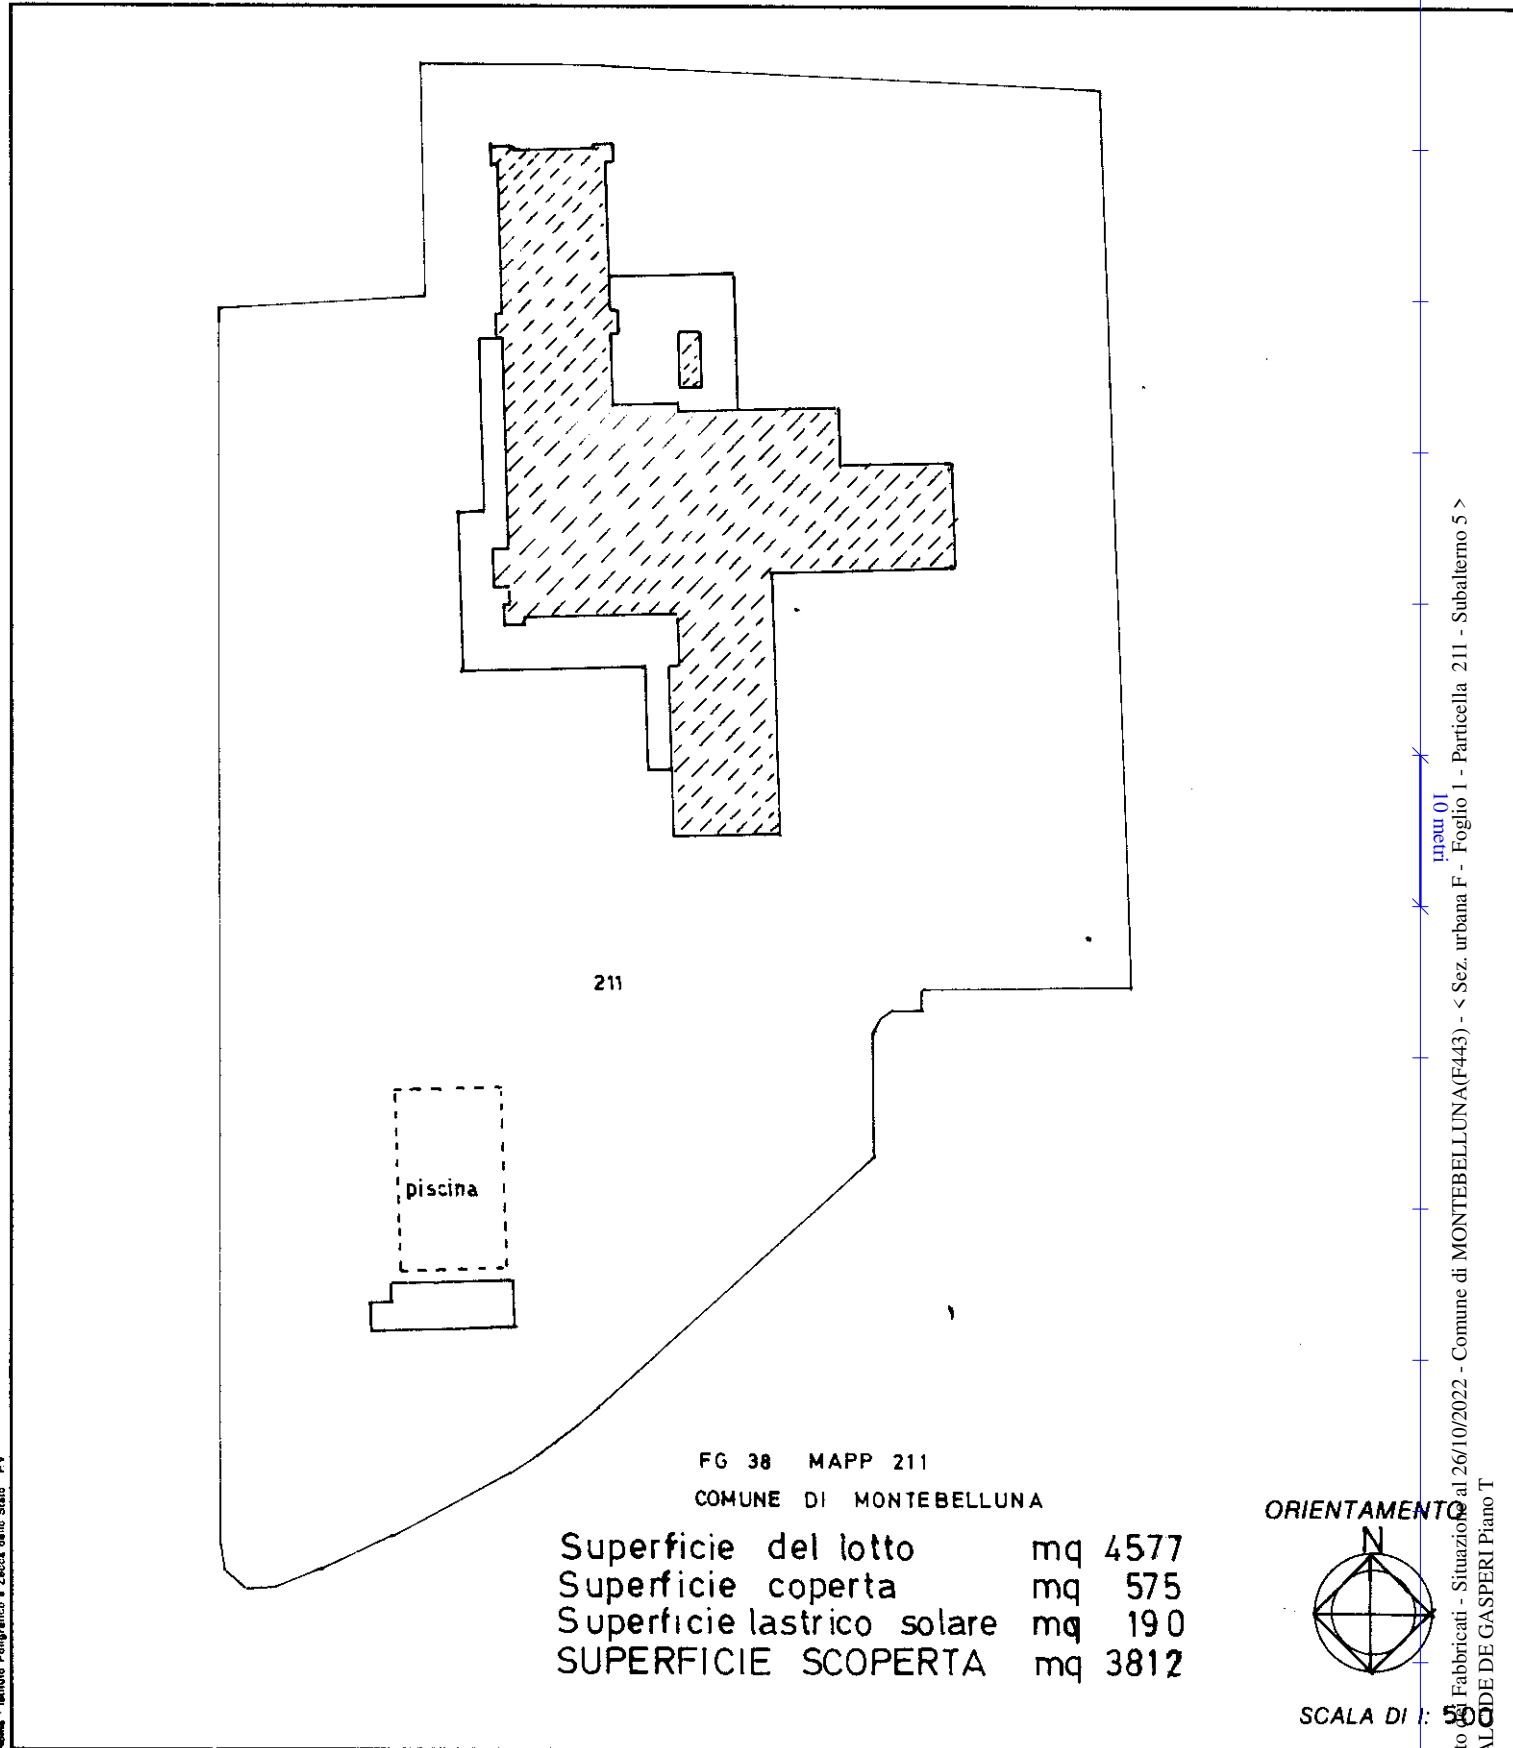 211
piscina
FG 38 MAPP 211
COMUNE DI MONTEBELLUNA
Superficie del lotto mq 4577
Superficie coperta mq 575
Superficie lastrico solare mq 190
SUPERFICIE SCOPERTA mq 3812
ORIENTAMENTO
N
SCALA DI 1: 500
10 metri
Fabbricati - Situazione al 26/10/2022 - Comune di MONTEBELLUNA(F443) - < Sez. urbana F - Foglio 1 - Particella 211 - Subalterno 5 >
DE GASPERI Piano T